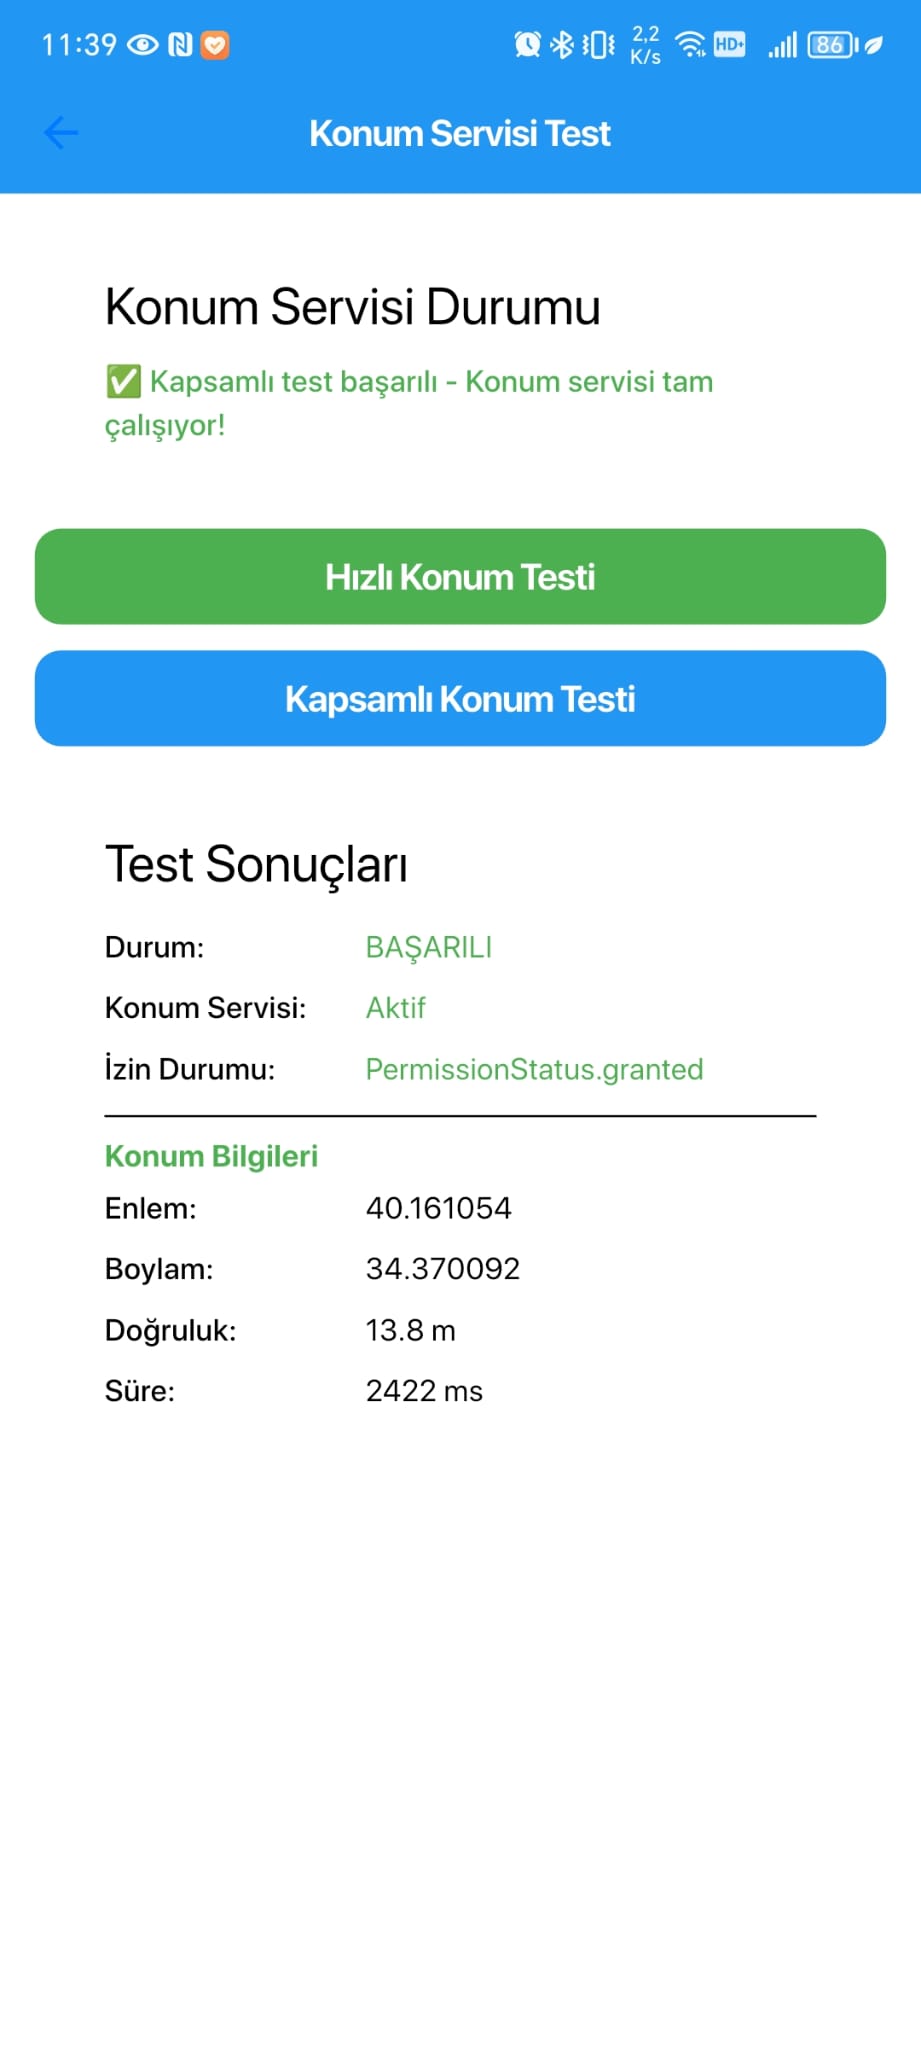 11:39 2,2 K/s HD+ 86
Konum Servisi Test
Konum Servisi Durumu
✅ Kapsamlı test başarılı - Konum servisi tam
çalışıyor!
Hızlı Konum Testi
Kapsamlı Konum Testi
Test Sonuçları
Durum: BAŞARILI
Konum Servisi: Aktif
İzin Durumu: PermissionStatus.granted
Konum Bilgileri
Enlem: 40.161054
Boylam: 34.370092
Doğruluk: 13.8 m
Süre: 2422 ms